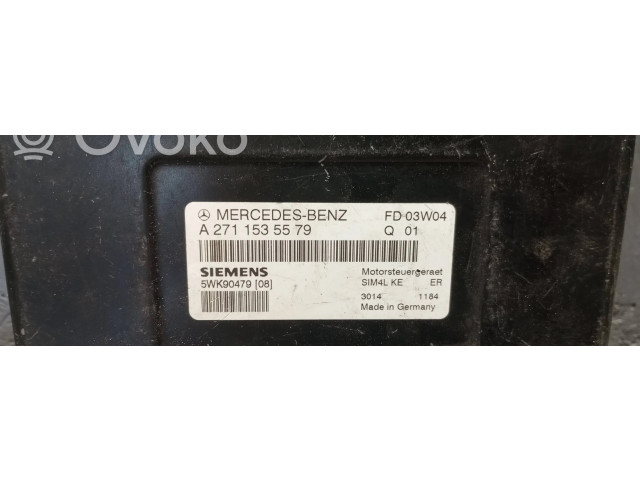 Ovoko
MERCEDES-BENZ FD 03W04
A 271 153 55 79 Q 01
SIEMENS Motorsteuergeraet
5WK90479 [08] SIM4L KE ER
3014 1184
Made in Germany